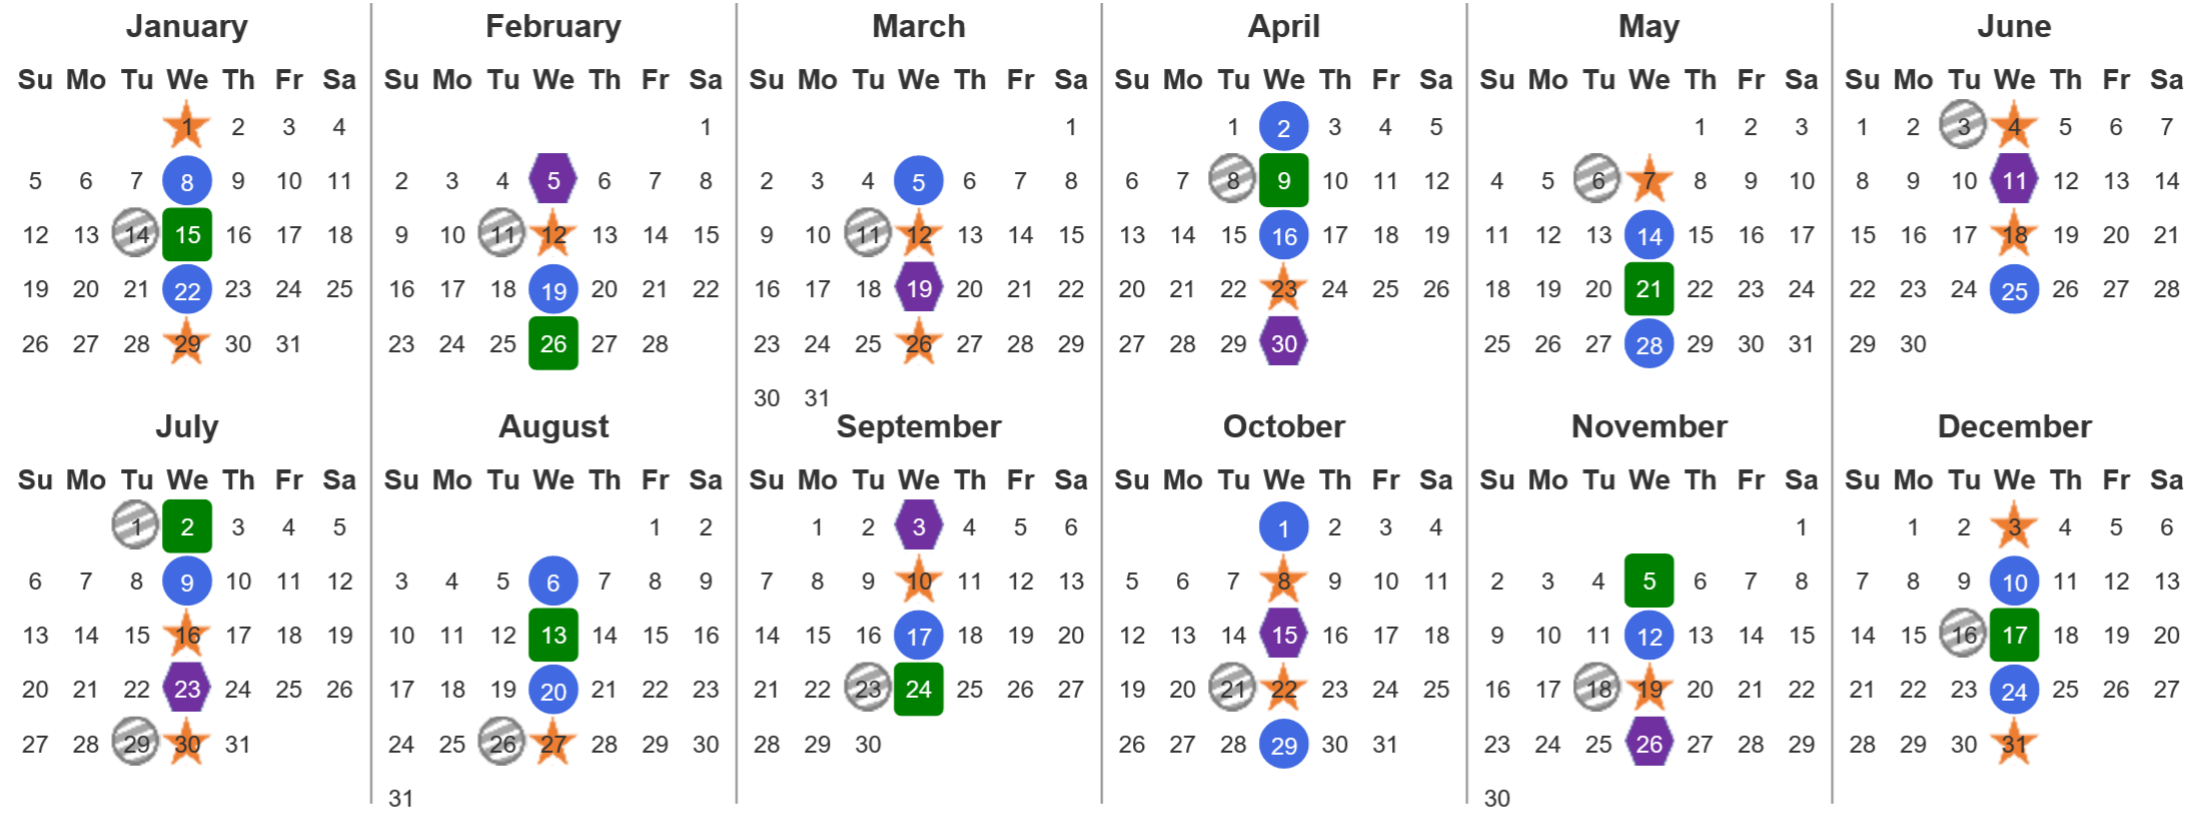 January February March April May June
Su Mo Tu We Th Fr Sa Su Mo Tu We Th Fr Sa Su Mo Tu We Th Fr Sa Su Mo Tu We Th Fr Sa Su Mo Tu We Th Fr Sa Su Mo Tu We Th Fr Sa
1 2 3 4 1 1 1 2 3 4 5 1 2 3 1 2 3 4 5 6 7
5 6 7 8 9 10 11 2 3 4 5 6 7 8 2 3 4 5 6 7 8 6 7 8 9 10 11 12 4 5 6 7 8 9 10 8 9 10 11 12 13 14
12 13 14 15 16 17 18 9 10 11 12 13 14 15 9 10 11 12 13 14 15 13 14 15 16 17 18 19 11 12 13 14 15 16 17 15 16 17 18 19 20 21
19 20 21 22 23 24 25 16 17 18 19 20 21 22 16 17 18 19 20 21 22 20 21 22 23 24 25 26 18 19 20 21 22 23 24 22 23 24 25 26 27 28
26 27 28 29 30 31 23 24 25 26 27 28 23 24 25 26 27 28 29 27 28 29 30 25 26 27 28 29 30 31 29 30
30 31
July August September October November December
Su Mo Tu We Th Fr Sa Su Mo Tu We Th Fr Sa Su Mo Tu We Th Fr Sa Su Mo Tu We Th Fr Sa Su Mo Tu We Th Fr Sa Su Mo Tu We Th Fr Sa
1 2 3 4 5 1 2 1 2 3 4 5 6 1 2 3 4 1 1 2 3 4 5 6
6 7 8 9 10 11 12 3 4 5 6 7 8 9 7 8 9 10 11 12 13 5 6 7 8 9 10 11 2 3 4 5 6 7 8 7 8 9 10 11 12 13
13 14 15 16 17 18 19 10 11 12 13 14 15 16 14 15 16 17 18 19 20 12 13 14 15 16 17 18 9 10 11 12 13 14 15 14 15 16 17 18 19 20
20 21 22 23 24 25 26 17 18 19 20 21 22 23 21 22 23 24 25 26 27 19 20 21 22 23 24 25 16 17 18 19 20 21 22 21 22 23 24 25 26 27
27 28 29 30 31 24 25 26 27 28 29 30 28 29 30 26 27 28 29 30 31 23 24 25 26 27 28 29 28 29 30 31
31 30